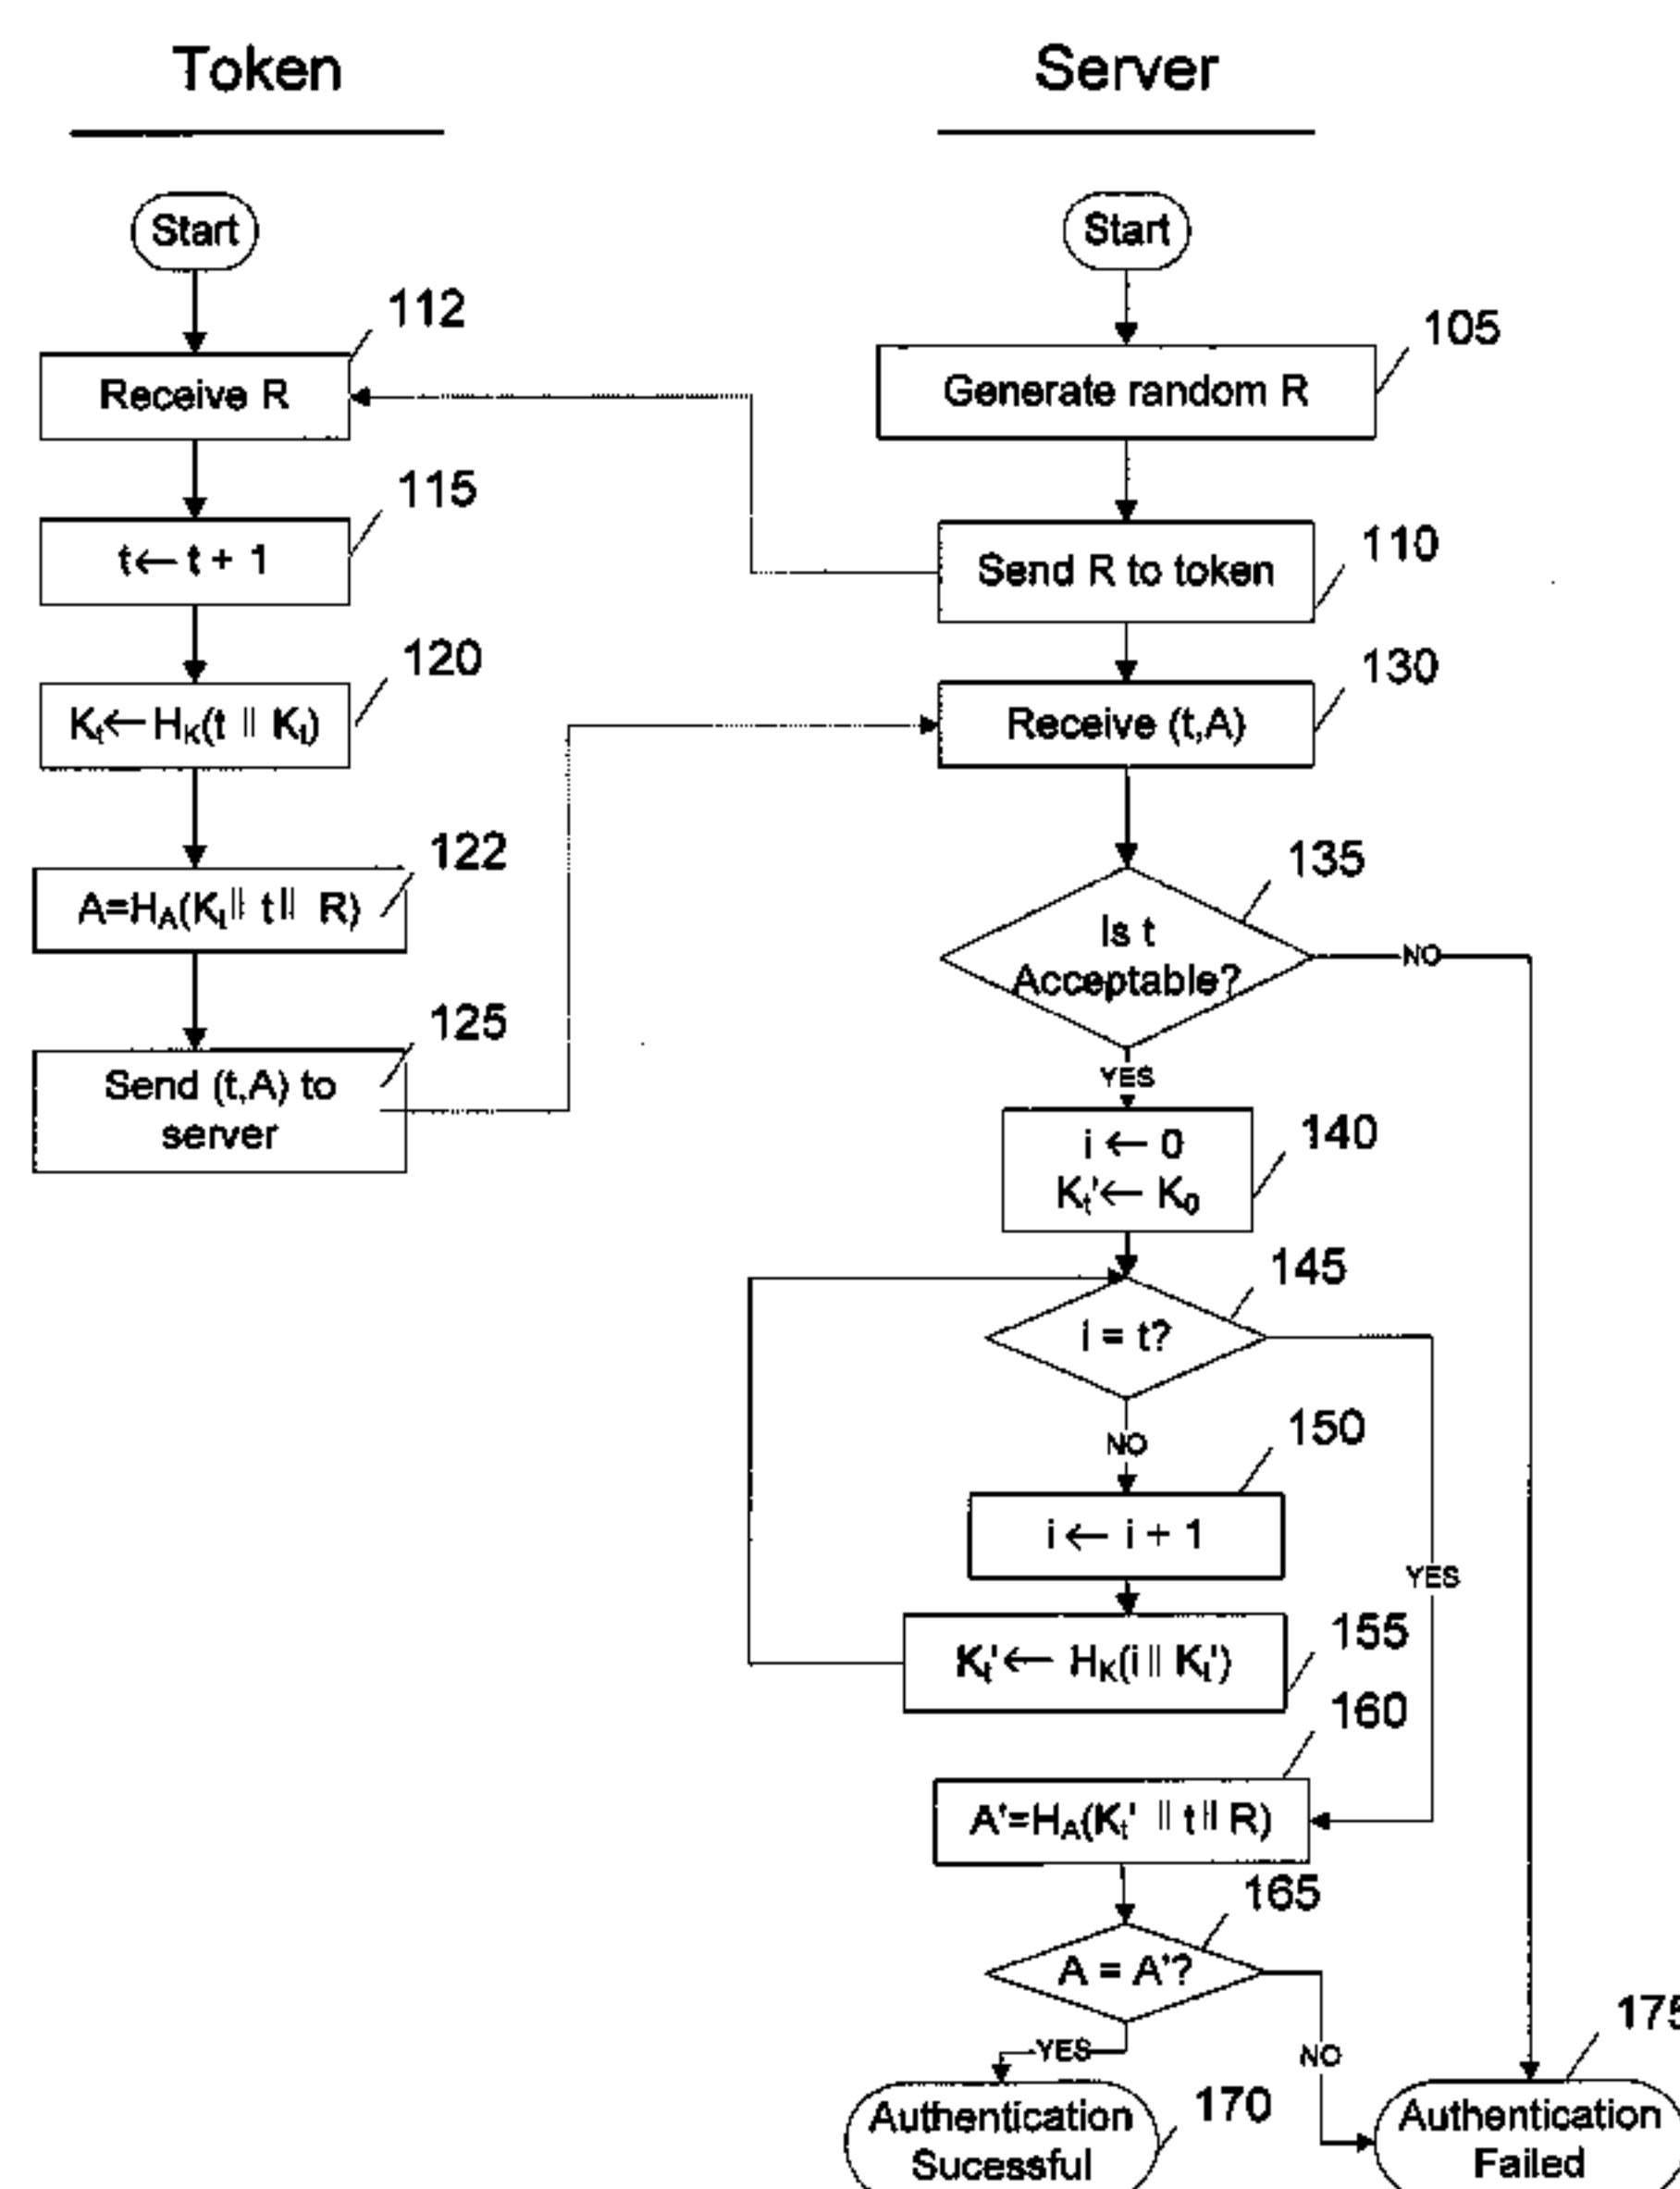 Token
Start
112
Receive R
115
t← t + 1
120
Kt← HK(t || Kt)
122
A=HA(Kt|| t|| R)
125
Send (t,A) to
server
Server
Start
105
Generate random R
110
Send R to token
130
Receive (t,A)
135
Is t
Acceptable?
NO
YES
140
i ← 0
Kt'← K0
145
i = t?
NO
YES
150
i ← i + 1
155
Kt'← HK(i || Kt')
160
A'=HA(Kt' || t || R)
165
A = A'?
YES
NO
170
Authentication
Sucessful
175
Authentication
Failed